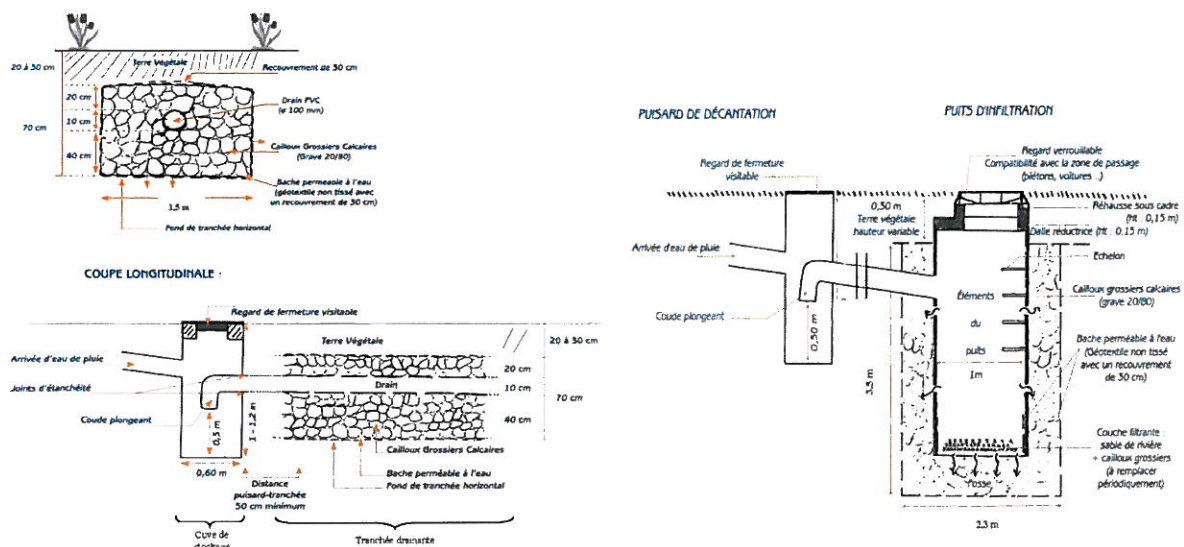 20 à 30 cm
Terre Végétale
Recouvrement de 30 cm
20 cm
10 cm
70 cm
40 cm
Drain PVC
(ø 100 mm)
Cailloux Grossiers Calcaires
(Grave 20/80)
Bache permeable à l'eau
(géotextile non tissé avec
un recouvrement de 30 cm)
1,5 m
Fond de tranchée horizontal
COUPE LONGITUDINALE :
Regard de fermeture visitable
Terre Végétale
20 à 30 cm
Arrivée d'eau de pluie
20 cm
Joints d'étanchéité
Drain
10 cm
70 cm
Coude plongeant
0,5 m
1 - 1,2 m
40 cm
Cailloux Grossiers Calcaires
0,60 m
Bache perméable à l'eau
Fond de tranchée horizontal
Distance
puisard-tranchée
50 cm minimum
Cuve de
Tranchée drainante
PUISARD DE DÉCANTATION
PUITS D'INFILTRATION
Regard de fermeture
visitable
Regard verrouillable
Compatibilité avec la zone de passage
(piétons, voitures ..)
0,30 m
Terre végétale
hauteur variable
Réhausse sous cadre
(ht : 0,15 m)
Dalle réductrice (ht : 0.15 m)
Arrivée d'eau de pluie
Echelon
Coude plongeant
0,50 m
Éléments
du
puits
1m
Cailloux grossiers calcaires
(grave 20/80)
Bache perméable à l'eau
(Géotextile non tissé
avec un recouvrement
de 30 cm)
3,5 m
Couche filtrante :
sable de rivière
+ cailloux grossiers
(à remplacer
périodiquement)
Fosse
2,3 m